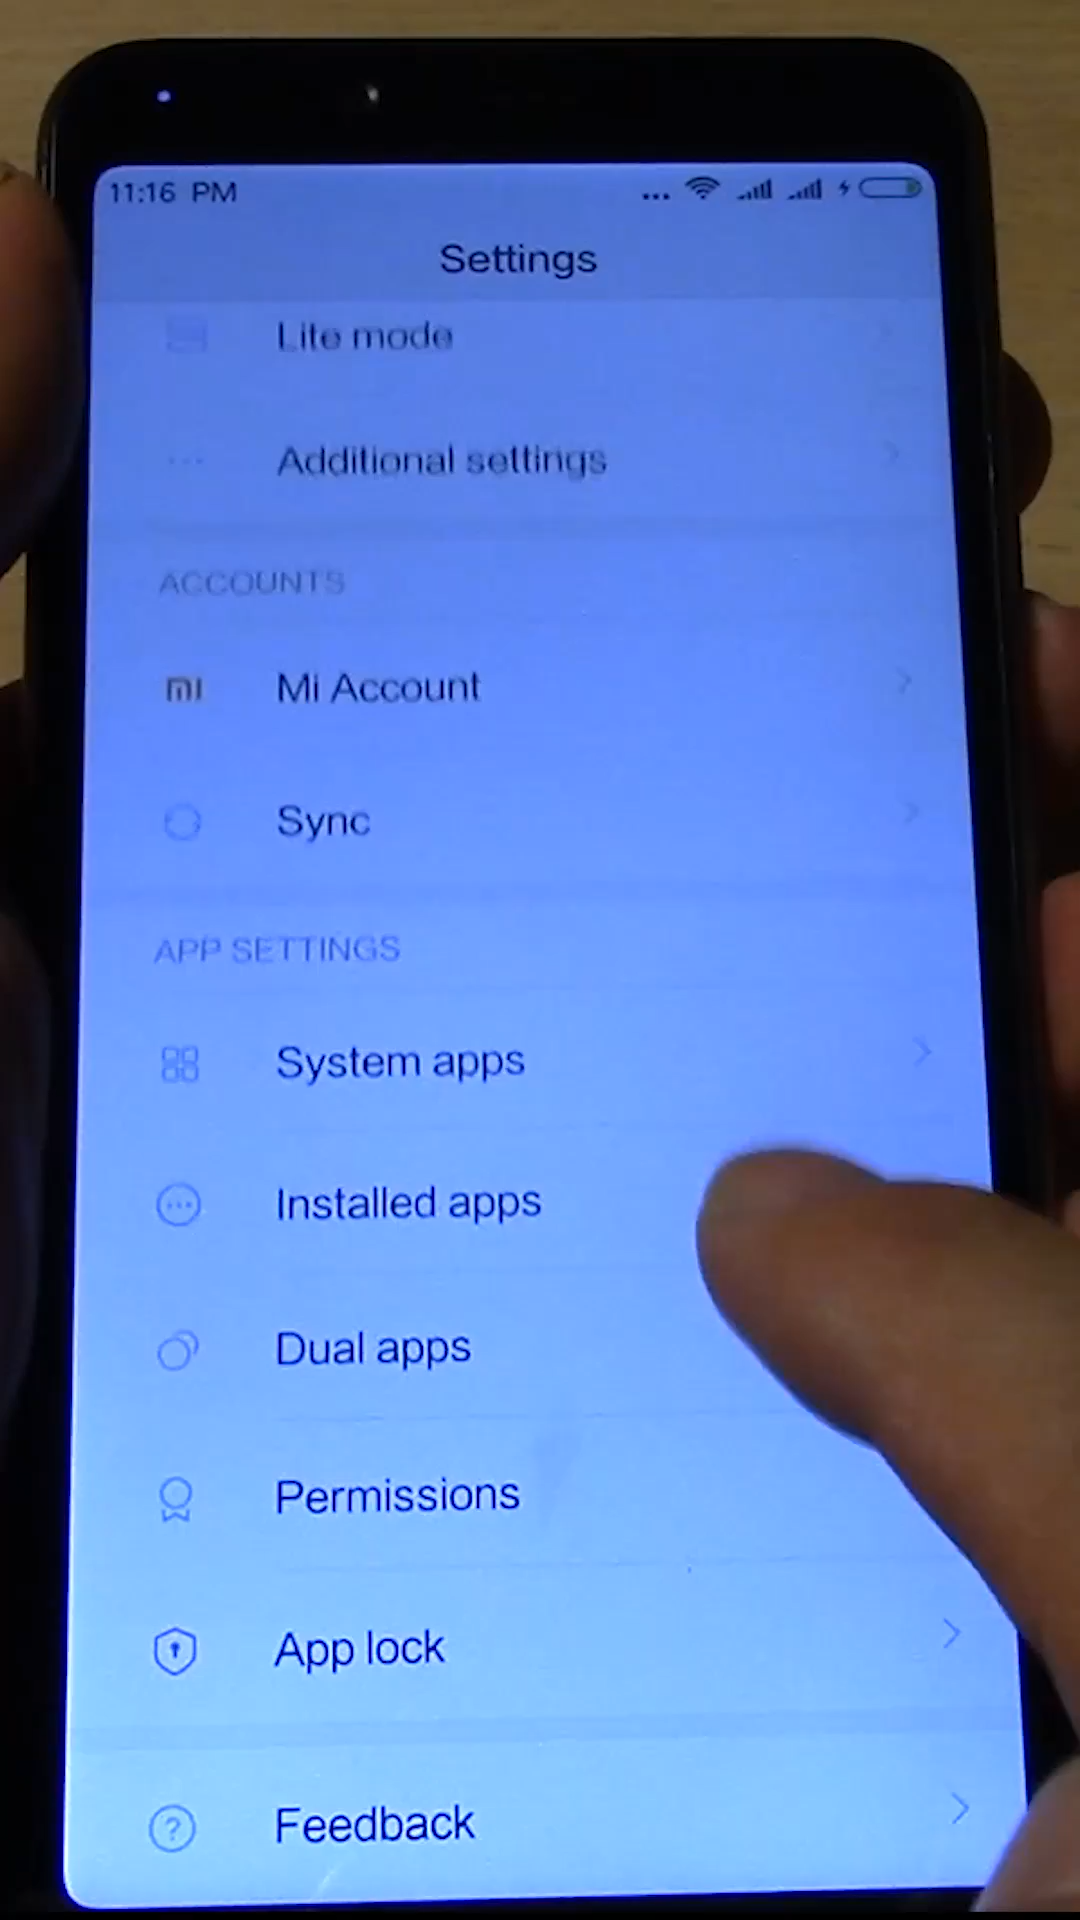 11:16 PM
Settings
Lite mode
Additional settings
ACCOUNTS
Mi Account
Sync
APP SETTINGS
System apps
Installed apps
Dual apps
Permissions
App lock
Feedback